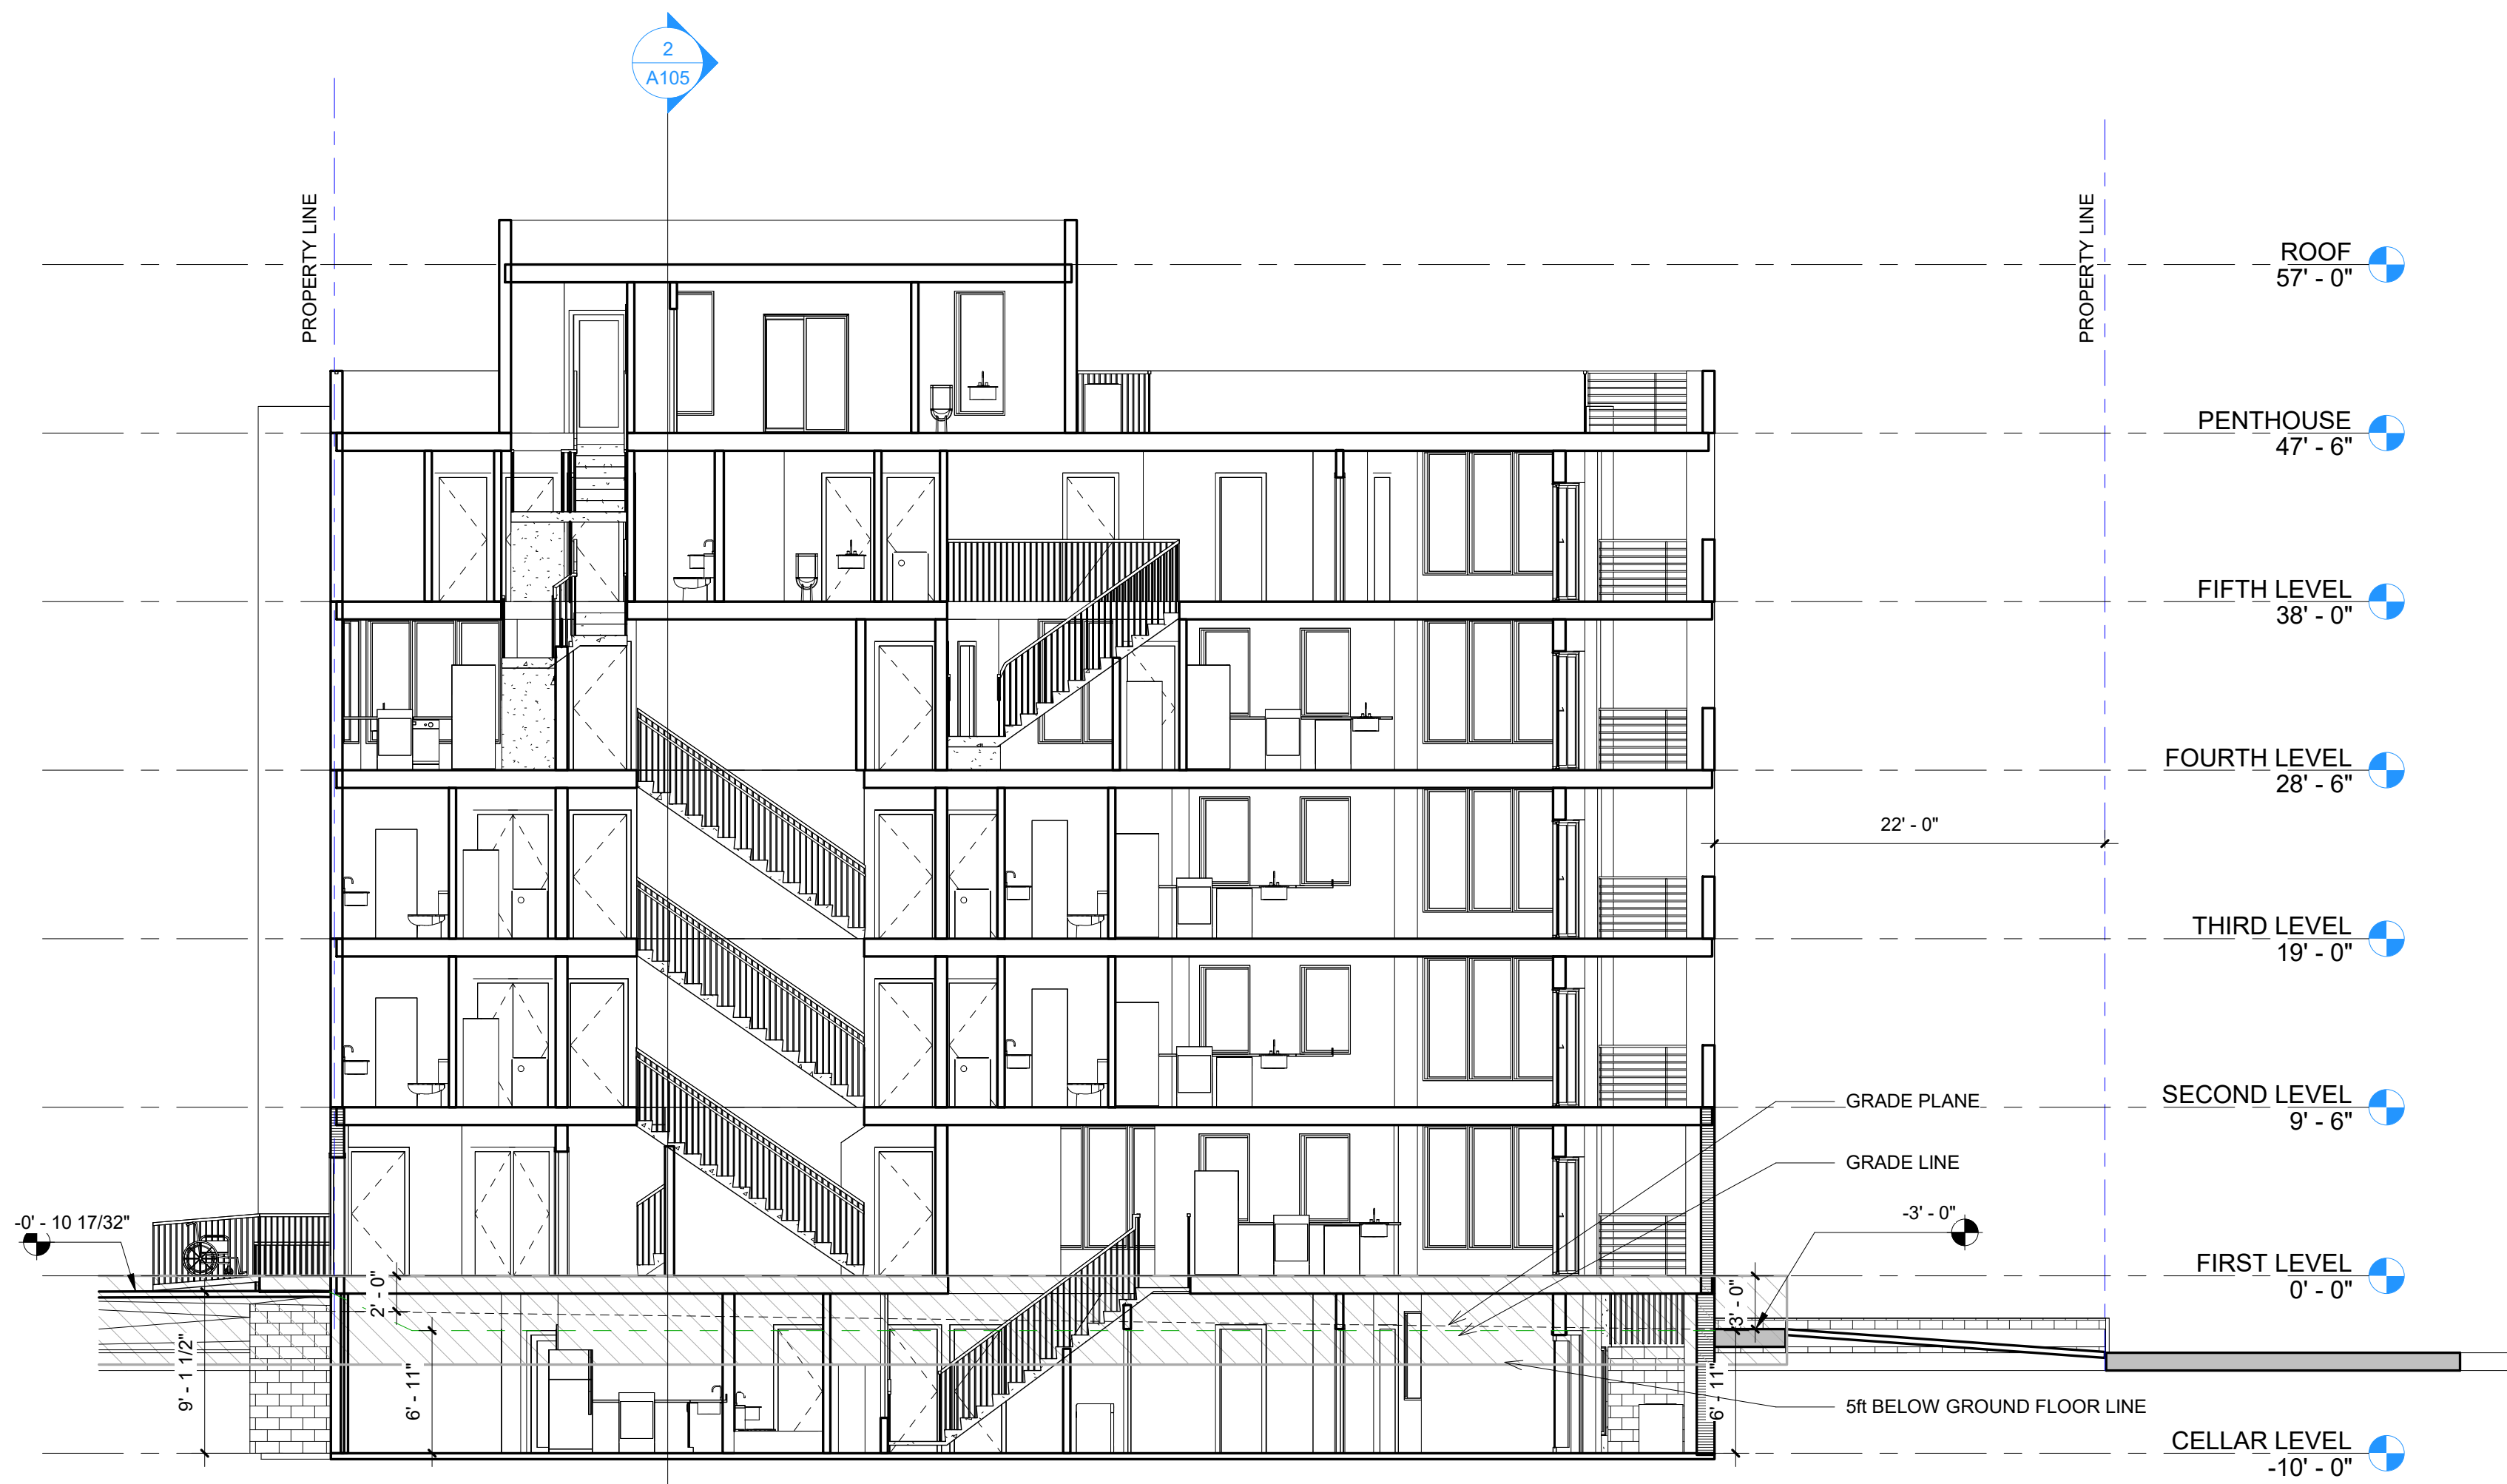 2
A105
PROPERTY LINE
PROPERTY LINE
ROOF
57' - 0"
PENTHOUSE
47' - 6"
FIFTH LEVEL
38' - 0"
FOURTH LEVEL
28' - 6"
22' - 0"
THIRD LEVEL
19' - 0"
SECOND LEVEL
9' - 6"
GRADE PLANE
GRADE LINE
-0' - 10 17/32"
-3' - 0"
FIRST LEVEL
0' - 0"
2' - 0"
3' - 0"
9' - 1 1/2"
6' - 11"
6' - 11"
5ft BELOW GROUND FLOOR LINE
CELLAR LEVEL
-10' - 0"